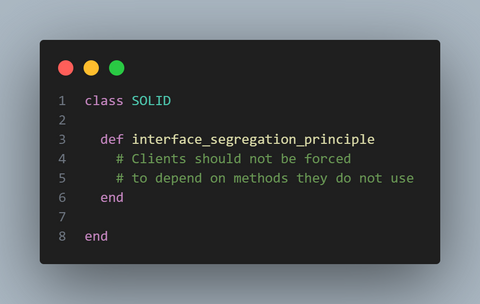 1 class SOLID
2
3   def interface_segregation_principle
4     # Clients should not be forced
5     # to depend on methods they do not use
6   end
7
8 end